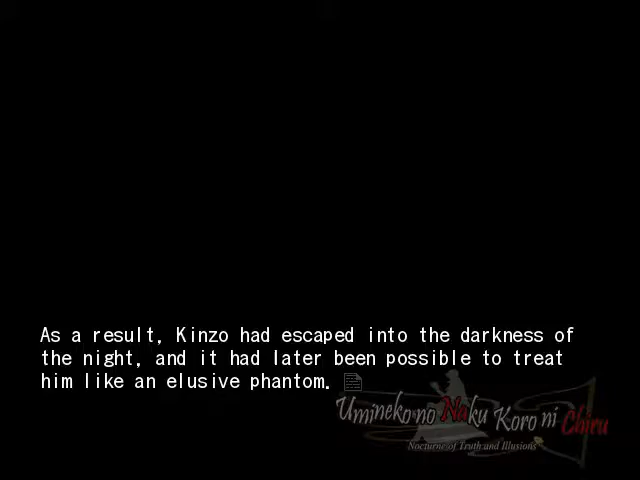 As a result, Kinzo had escaped into the darkness of
the night, and it had later been possible to treat
him like an elusive phantom.
Umineko no Naku Koro ni Chiru
Nocturne of Truth and Illusions